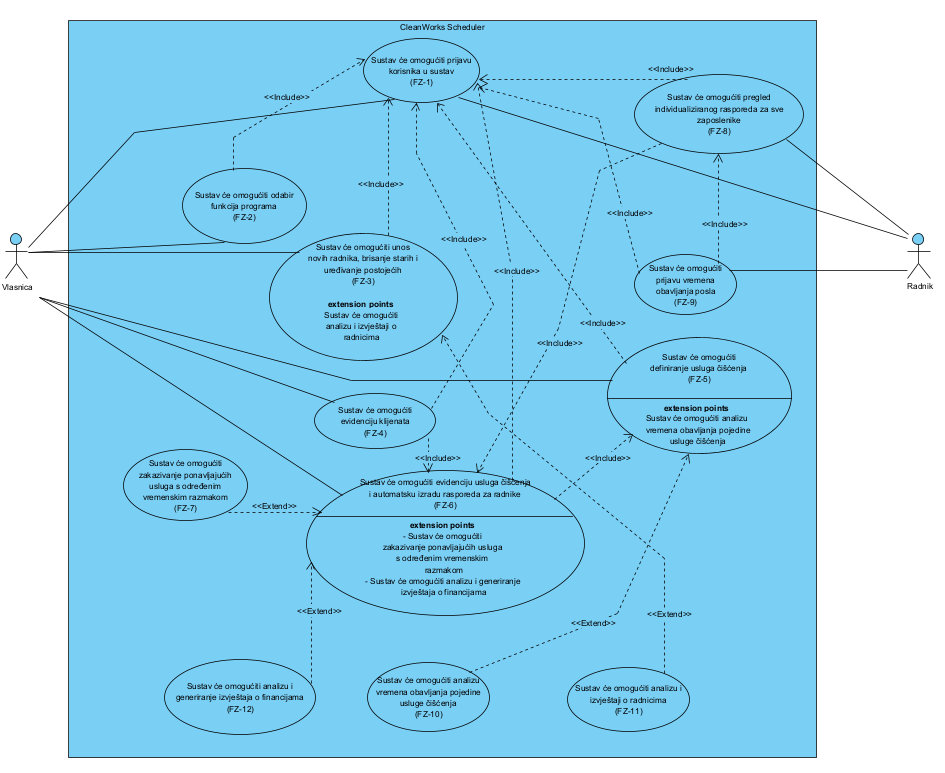 CleanWorks Scheduler
Sustav će omogućiti prijavu
korisnika u sustav
(FZ-1)
<<Include>>
<<Include>>
Sustav će omogućiti pregled
individualiziranog rasporeda za sve
zaposlenike
(FZ-8)
Sustav će omogućiti odabir
funkcija programa
(FZ-2)
<<Include>>
<<Include>>
<<Include>>
Vlasnica
Radnik
Sustav će omogućiti unos
novih radnika, brisanje starih i
uređivanje postojećih
(FZ-3)
extension points
Sustav će omogućiti
analizu i izvještaji o
radnicima
<<Include>>
<<Include>>
Sustav će omogućiti
prijavu vremena
obavljanja posla
(FZ-9)
<<Include>>
<<Include>>
Sustav će omogućiti
definiranje usluga čišćenja
(FZ-5)
extension points
Sustav će omogućiti analizu
vremena obavljanja pojedine
usluge čišćenja
Sustav će omogućiti
evidenciju klijenata
(FZ-4)
<<Include>>
<<Include>>
Sustav će omogućiti
zakazivanje ponavljajućih
usluga s određenim
vremenskim razmakom
(FZ-7)
<<Extend>>
Sustav će omogućiti evidenciju usluga čišćenja
i automatsku izradu rasporeda za radnike
(FZ-6)
extension points
- Sustav će omogućiti
zakazivanje ponavljajućih usluga
s određenim vremenskim
razmakom
- Sustav će omogućiti analizu i generiranje
izvještaja o financijama
<<Extend>>
<<Extend>>
<<Extend>>
Sustav će omogućiti analizu i
generiranje izvještaja o financijama
(FZ-12)
Sustav će omogućiti analizu
vremena obavljanja pojedine
usluge čišćenja
(FZ-10)
Sustav će omogućiti analizu i
izvještaji o radnicima
(FZ-11)